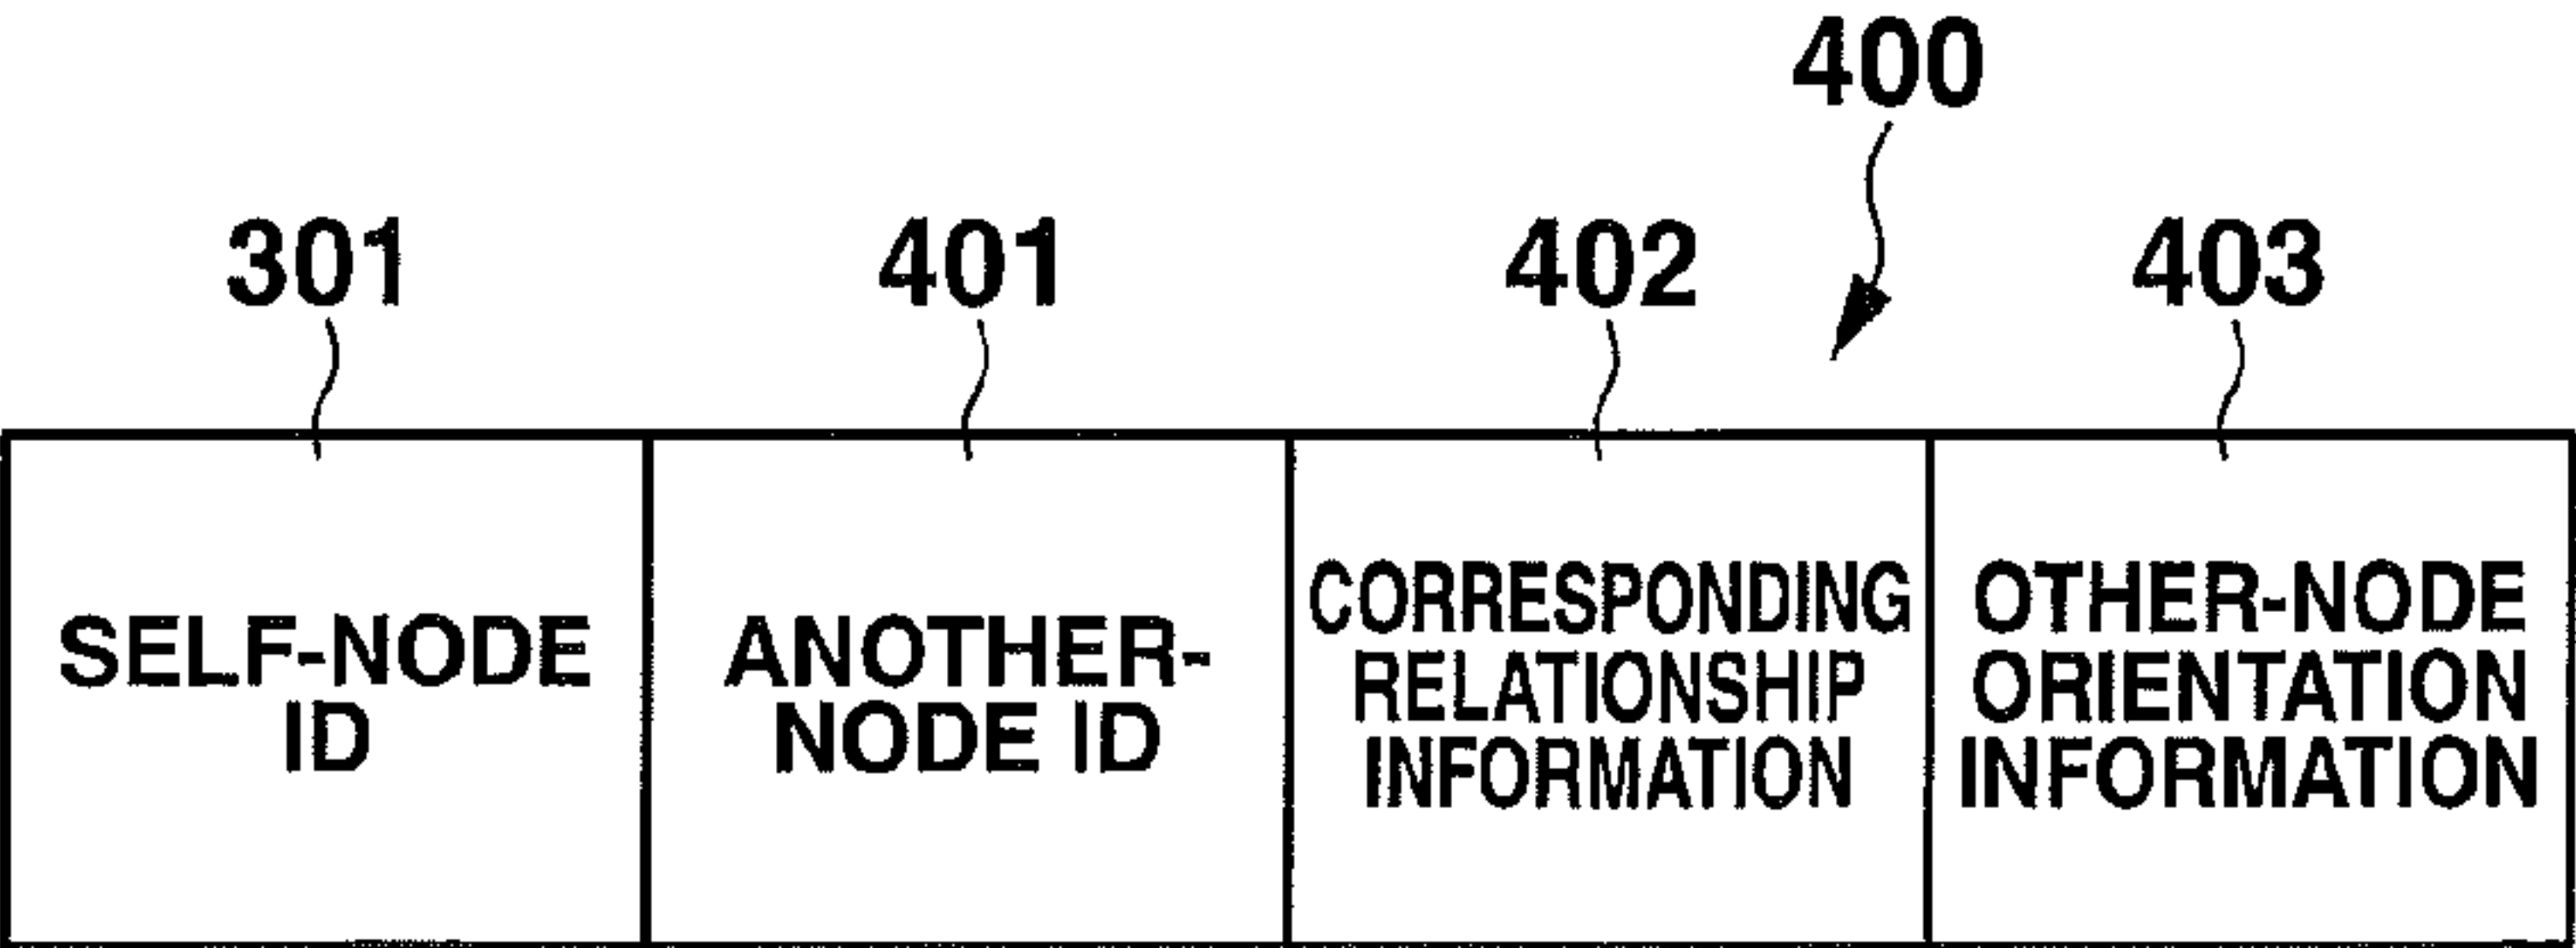 400
301
401
402
403
SELF-NODE
ID
ANOTHER-
NODE ID
CORRESPONDING
RELATIONSHIP
INFORMATION
OTHER-NODE
ORIENTATION
INFORMATION